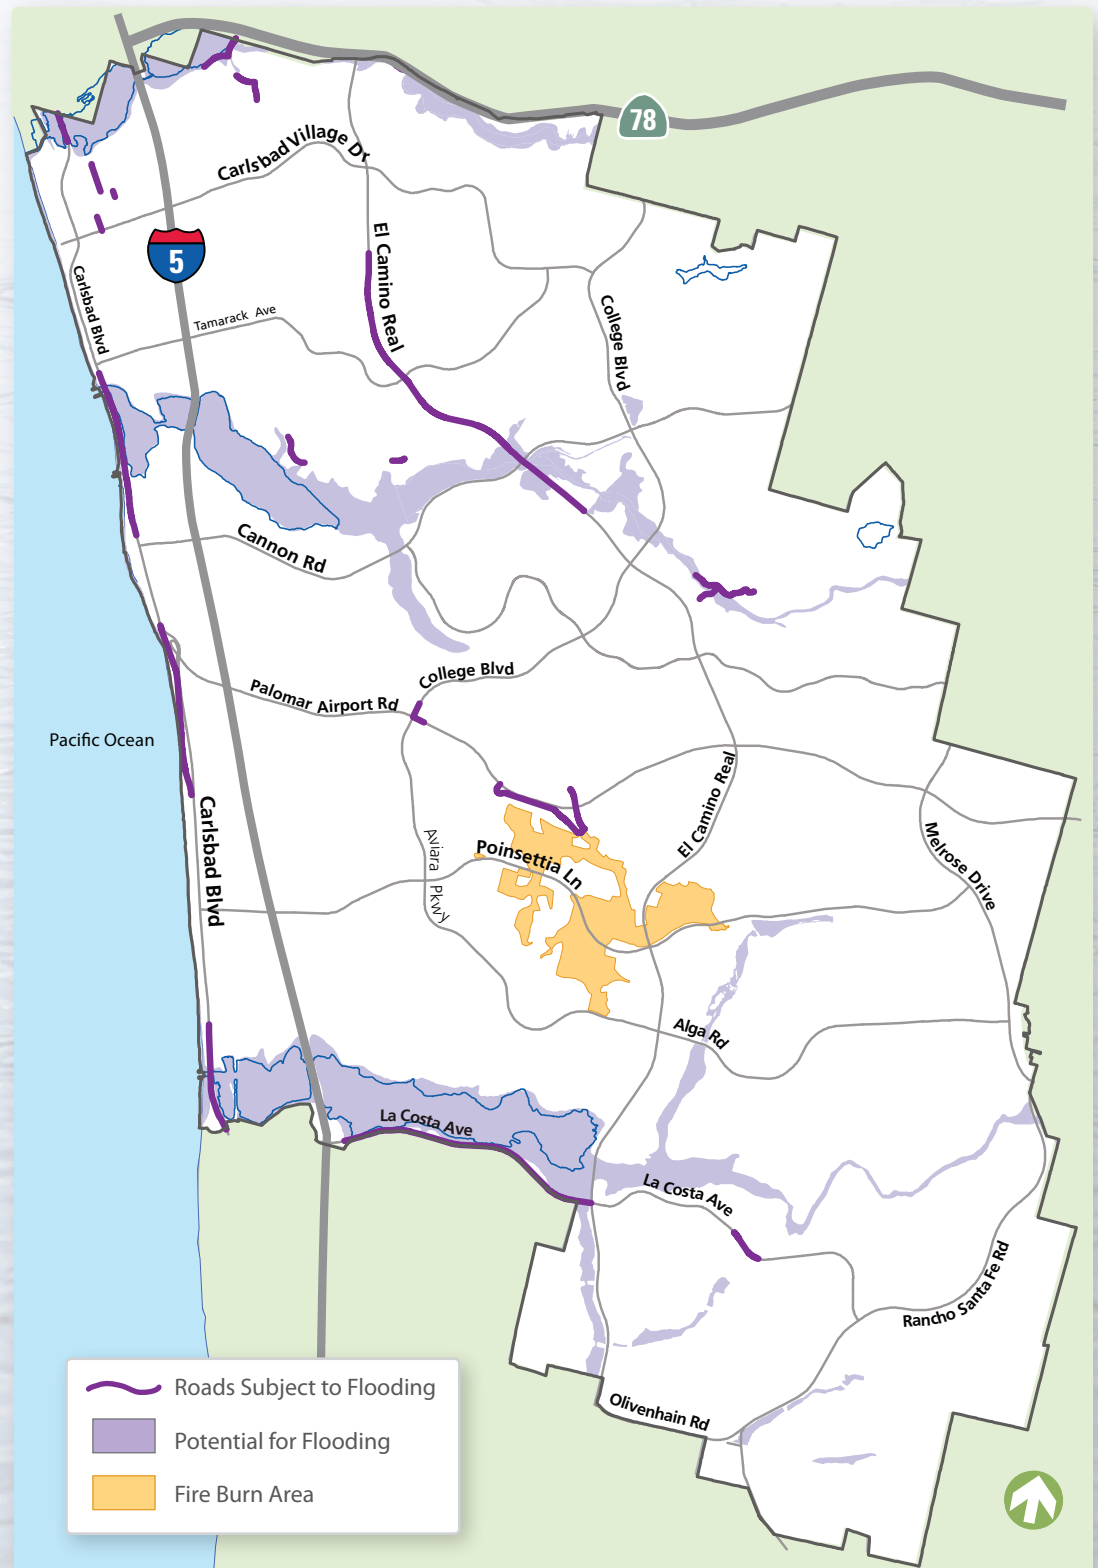 78
Carlsbad Village Dr
5
El Camino Real
Carlsbad Blvd
Tamarack Ave
College Blvd
Cannon Rd
College Blvd
Palomar Airport Rd
Pacific Ocean
El Camino Real
Carlsbad Blvd
Aviara Pkwy
Poinsettia Ln
Melrose Drive
Alga Rd
La Costa Ave
La Costa Ave
Rancho Santa Fe Rd
Olivenhain Rd
Roads Subject to Flooding
Potential for Flooding
Fire Burn Area